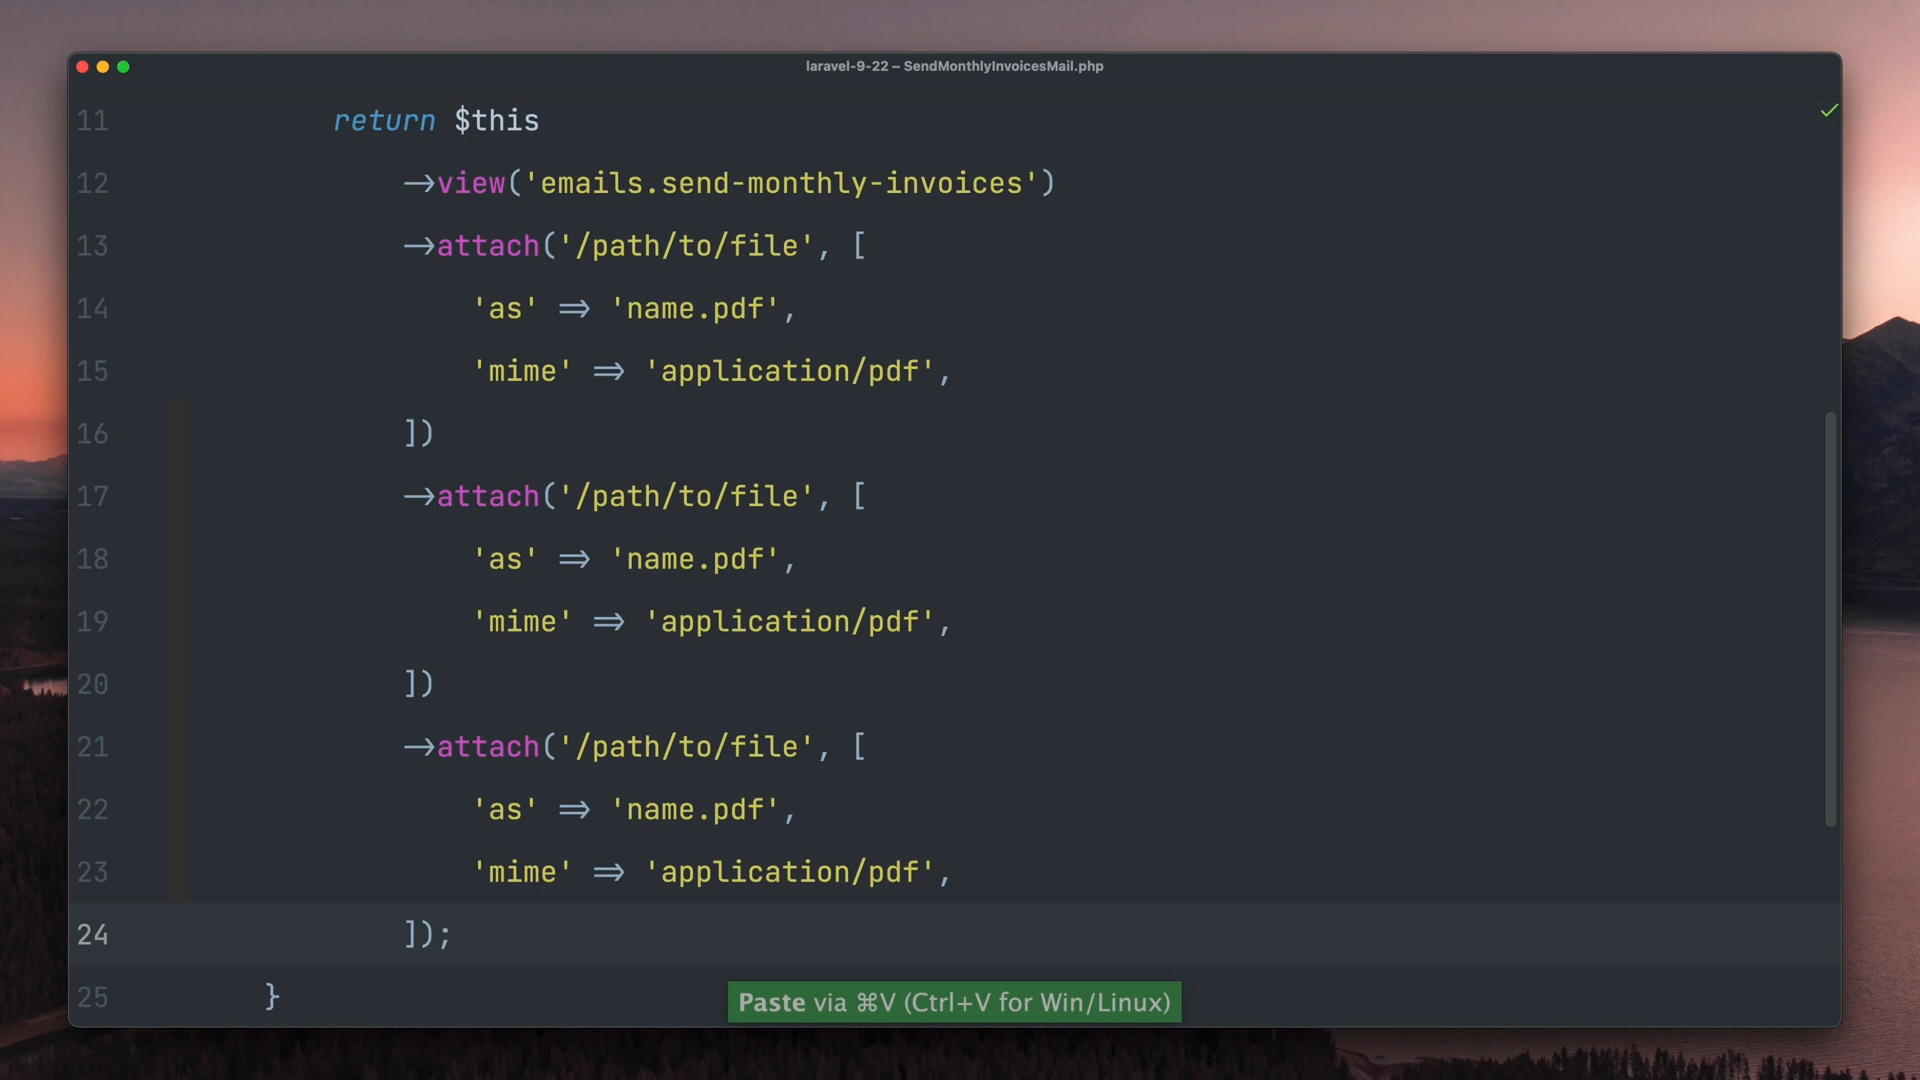 laravel-9-22 – SendMonthlyInvoicesMail.php
11 return $this
12 ->view('emails.send-monthly-invoices')
13 ->attach('/path/to/file', [
14 'as' => 'name.pdf',
15 'mime' => 'application/pdf',
16 ])
17 ->attach('/path/to/file', [
18 'as' => 'name.pdf',
19 'mime' => 'application/pdf',
20 ])
21 ->attach('/path/to/file', [
22 'as' => 'name.pdf',
23 'mime' => 'application/pdf',
24 ]);
25 }
Paste via ⌘V (Ctrl+V for Win/Linux)